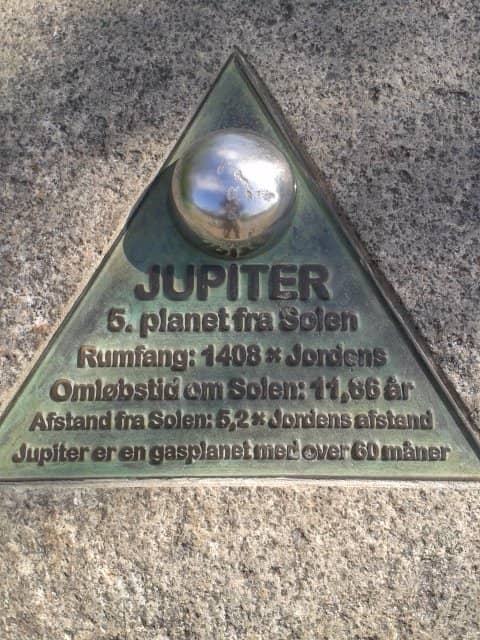 JUPITER
5. planet fra Solen
Rumfang: 1408 × Jordens
Omløbstid om Solen: 11,86 år
Afstand fra Solen: 5,2 × Jordens afstand
Jupiter er en gasplanet med over 60 måner